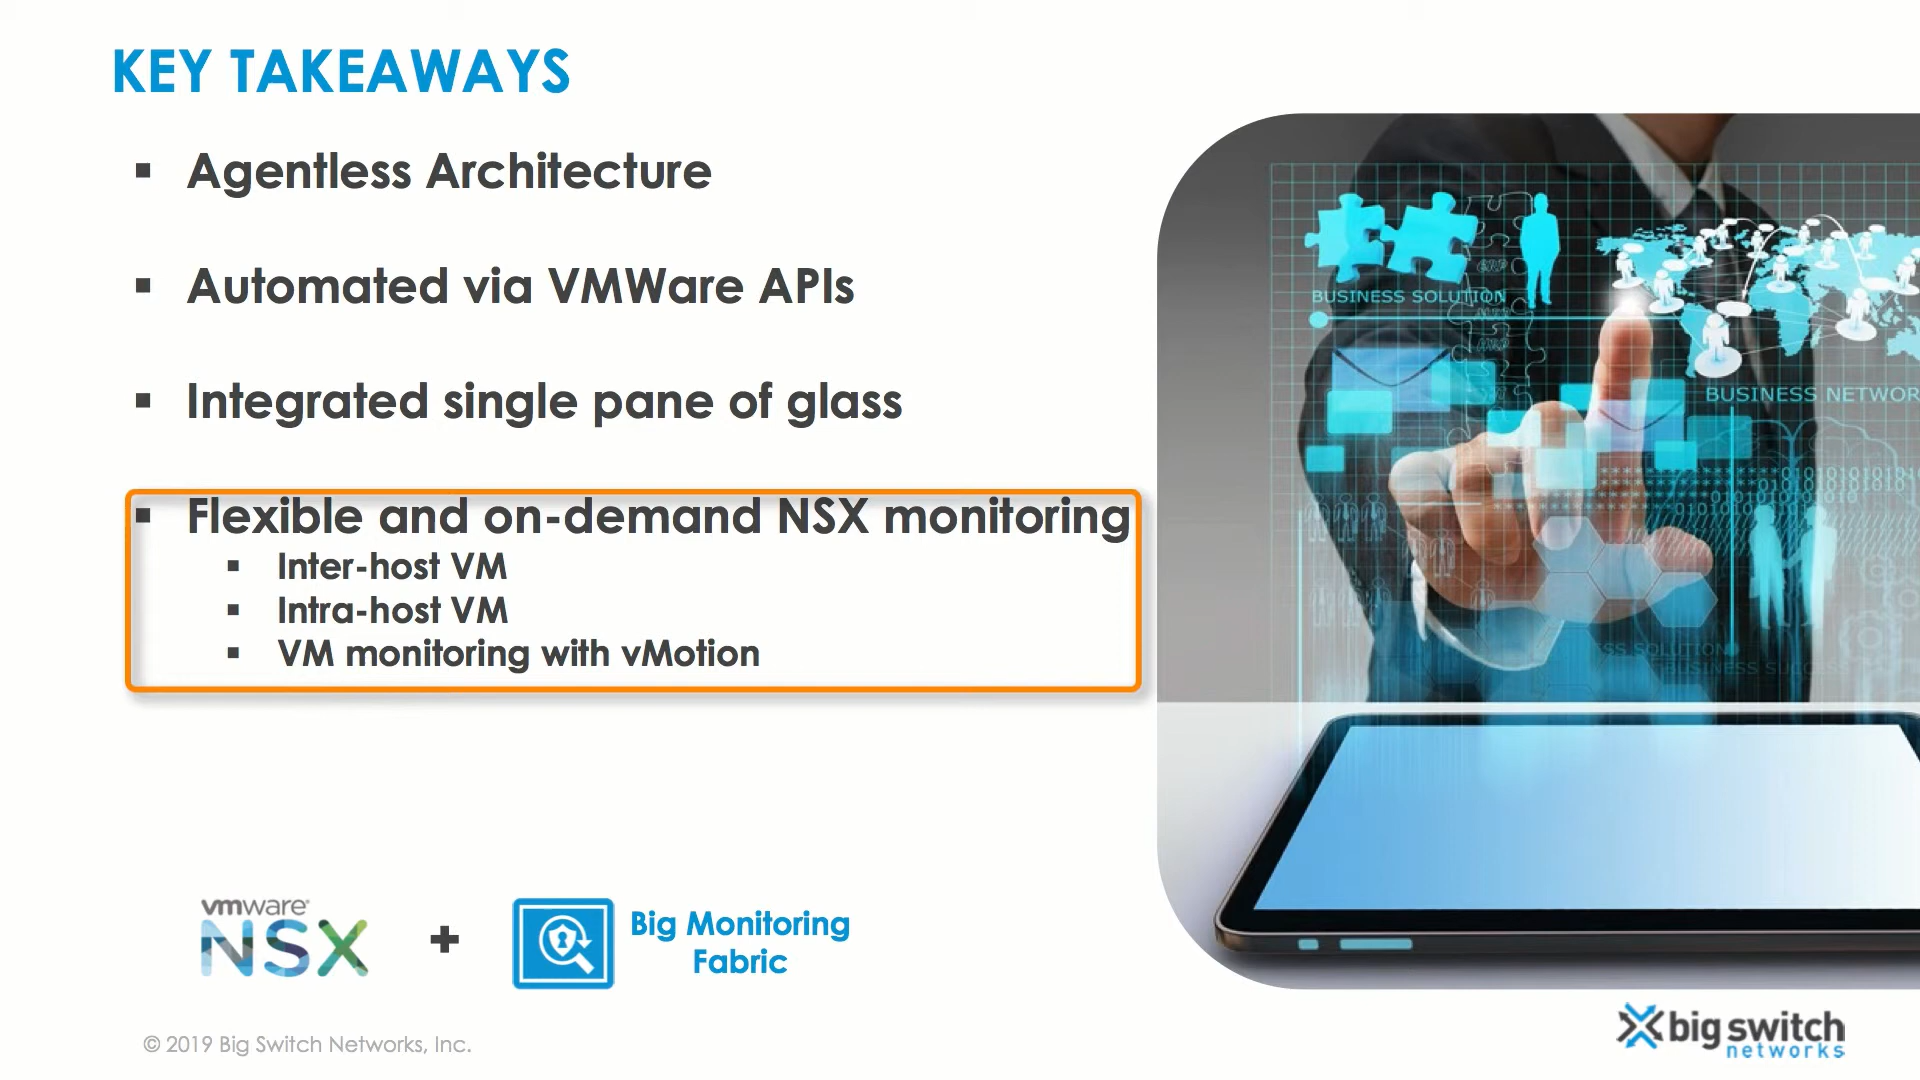 KEY TAKEAWAYS
▪ Agentless Architecture
▪ Automated via VMWare APIs
▪ Integrated single pane of glass
▪ Flexible and on-demand NSX monitoring
▪ Inter-host VM
▪ Intra-host VM
▪ VM monitoring with vMotion
BUSINESS SOLUTION
BUSINESS NETWOR
BUSINESS SUCCESS
vmware®
NSX
+
Big Monitoring
Fabric
© 2019 Big Switch Networks, Inc.
big switch
networks